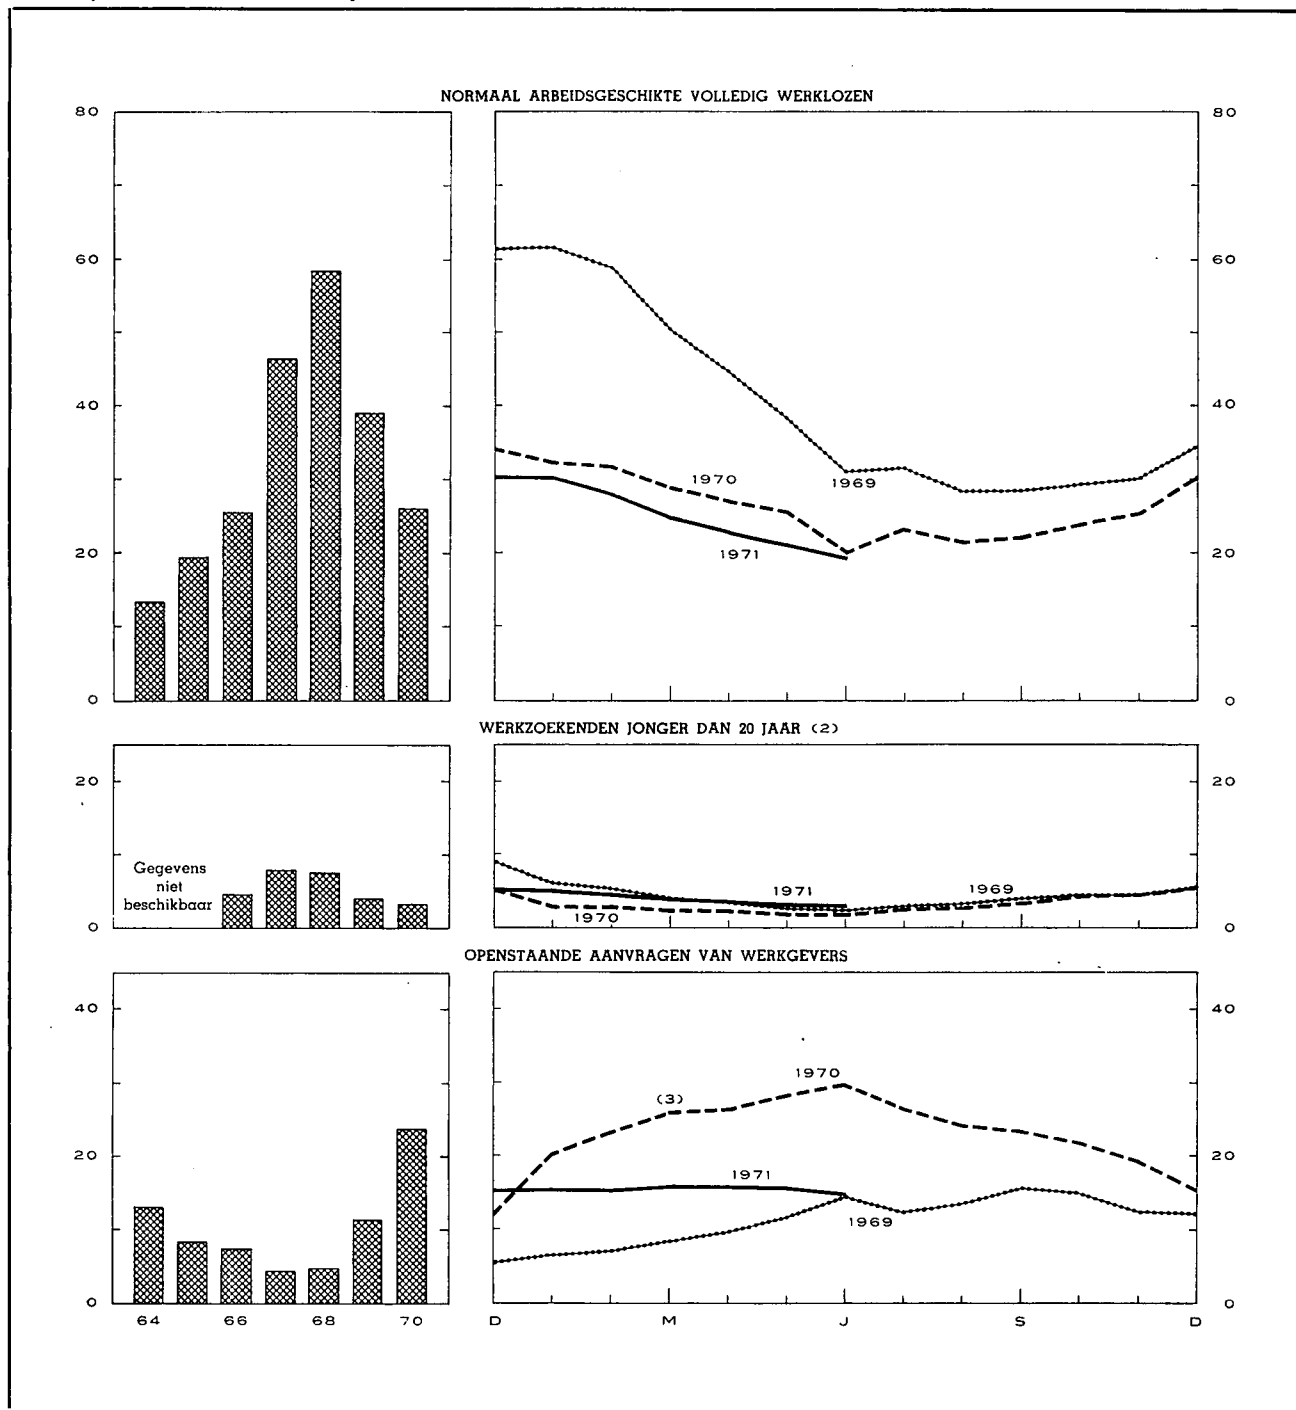 NORMAAL ARBEIDSGESCHIKTE VOLLEDIG WERKLOZEN
80 80
60 60
40 40
1970
1969
20 20
1971
0 0
WERKZOEKENDEN JONGER DAN 20 JAAR (2)
20 20
Gegevens
niet
beschikbaar
1971 1969
1970
0 0
OPENSTAANDE AANVRAGEN VAN WERKGEVERS
40 40
1970
(3)
20 20
1971
1969
0 0
64 66 68 70 D M J S D